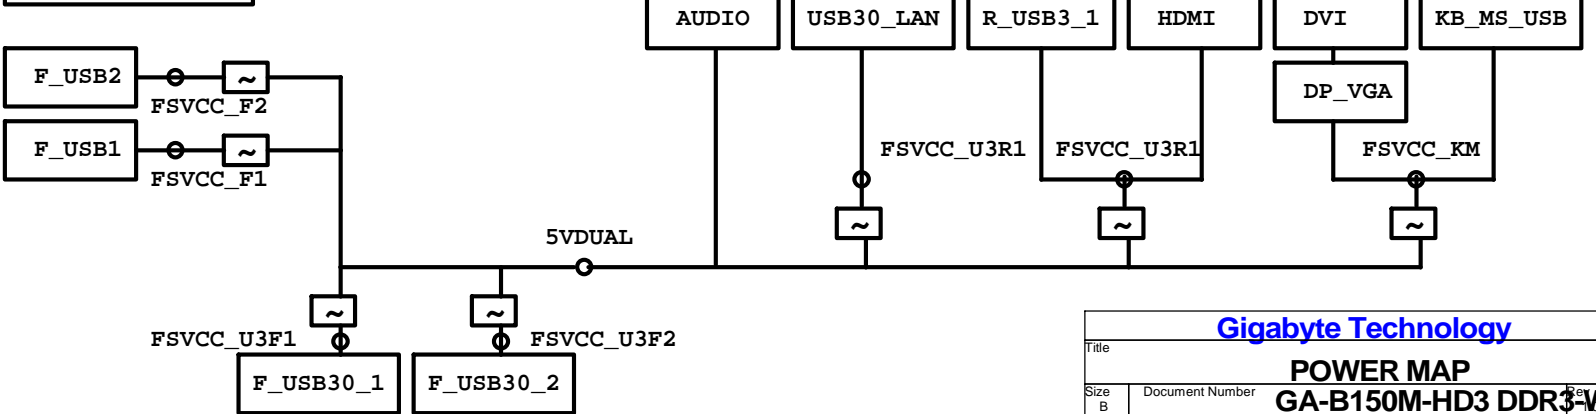 AUDIO
USB30_LAN
R_USB3_1
HDMI
DVI
KB_MS_USB
F_USB2
~
FSVCC_F2
DP_VGA
F_USB1
~
FSVCC_F1
FSVCC_U3R1
FSVCC_U3R1
FSVCC_KM
~
~
~
5VDUAL
~
~
FSVCC_U3F1
FSVCC_U3F2
F_USB30_1
F_USB30_2
Gigabyte Technology
Title
POWER MAP
Size
B
Document Number
GA-B150M-HD3 DDR3-
Rev